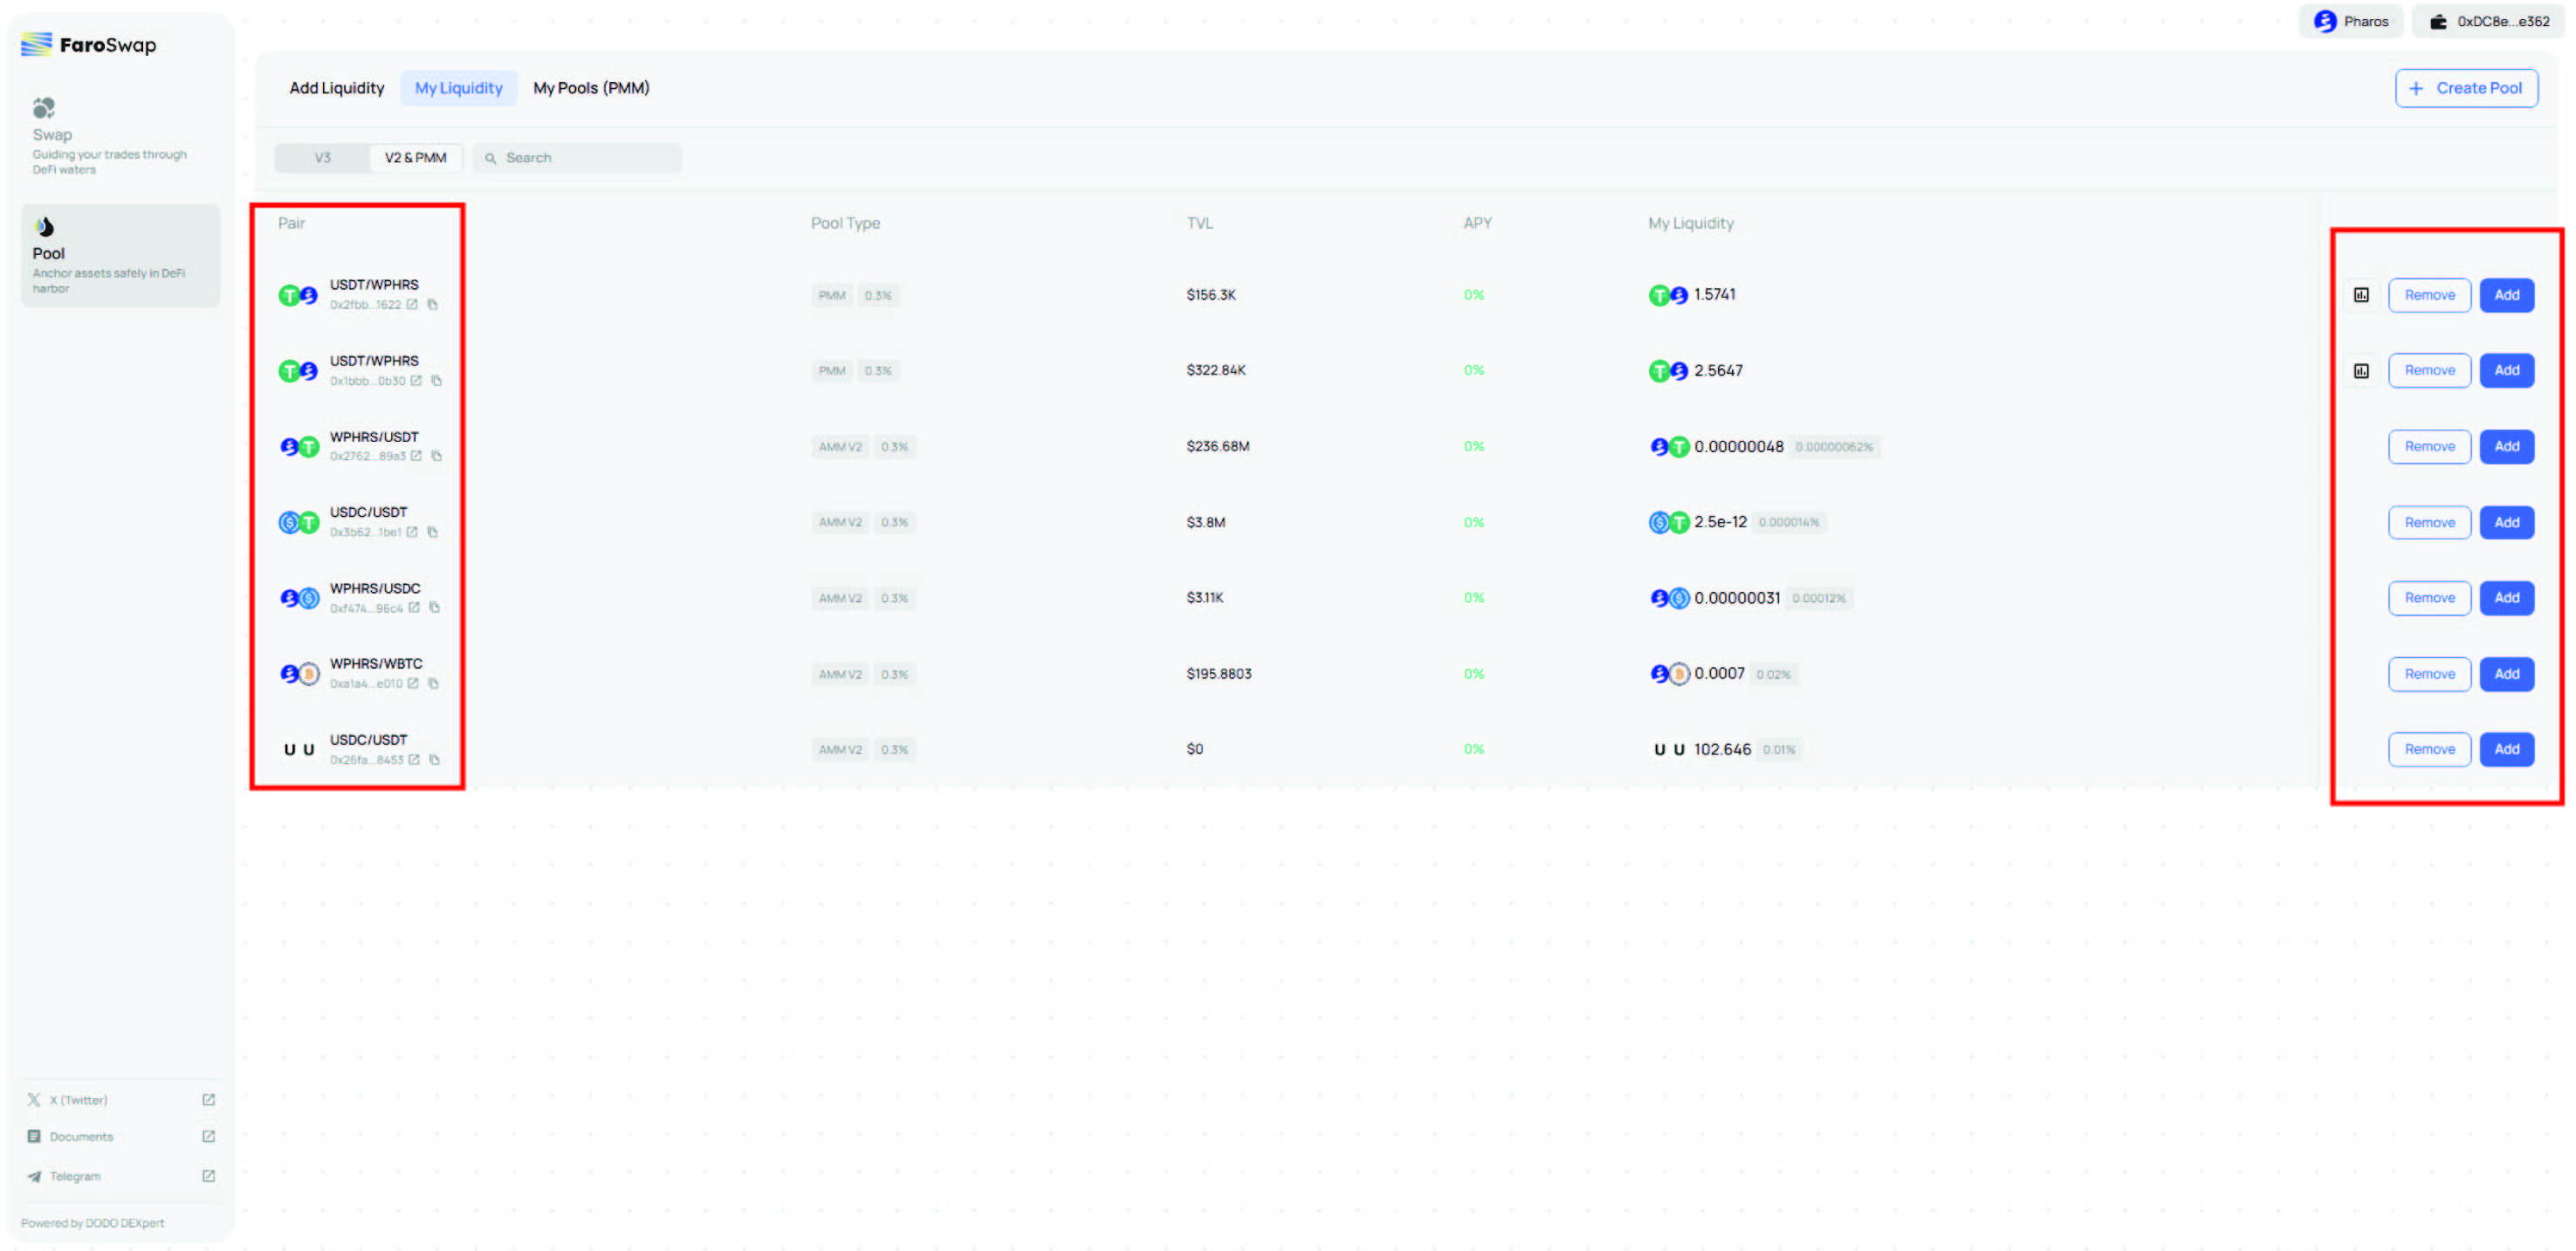 FaroSwap
Pharos
0xDC8e...e362
Swap
Guiding your trades through
DeFi waters
Pool
Anchor assets safely in DeFi
harbor
Add Liquidity
My Liquidity
My Pools (PMM)
+ Create Pool
V3
V2 & PMM
Search
Pair
Pool Type
TVL
APY
My Liquidity
USDT/WPHRS
0x2fbb...1622
PMM 0.3%
$156.3K
0%
1.5741
Remove
Add
USDT/WPHRS
0x1bbb...0b30
PMM 0.3%
$322.84K
0%
2.5647
Remove
Add
WPHRS/USDT
0x2762...89a3
AMM V2 0.3%
$236.68M
0%
0.00000048 0.00000062%
Remove
Add
USDC/USDT
0x3b62...1be1
AMM V2 0.3%
$3.8M
0%
2.5e-12 0.000014%
Remove
Add
WPHRS/USDC
0xf474...96c4
AMM V2 0.3%
$3.11K
0%
0.00000031 0.00012%
Remove
Add
WPHRS/WBTC
0xa1a4...e010
AMM V2 0.3%
$195.8803
0%
0.0007 0.02%
Remove
Add
U U
USDC/USDT
0x26fa...8453
AMM V2 0.3%
$0
0%
U U 102.646 0.01%
Remove
Add
X (Twitter)
Documents
Telegram
Powered by DODO DEXpert